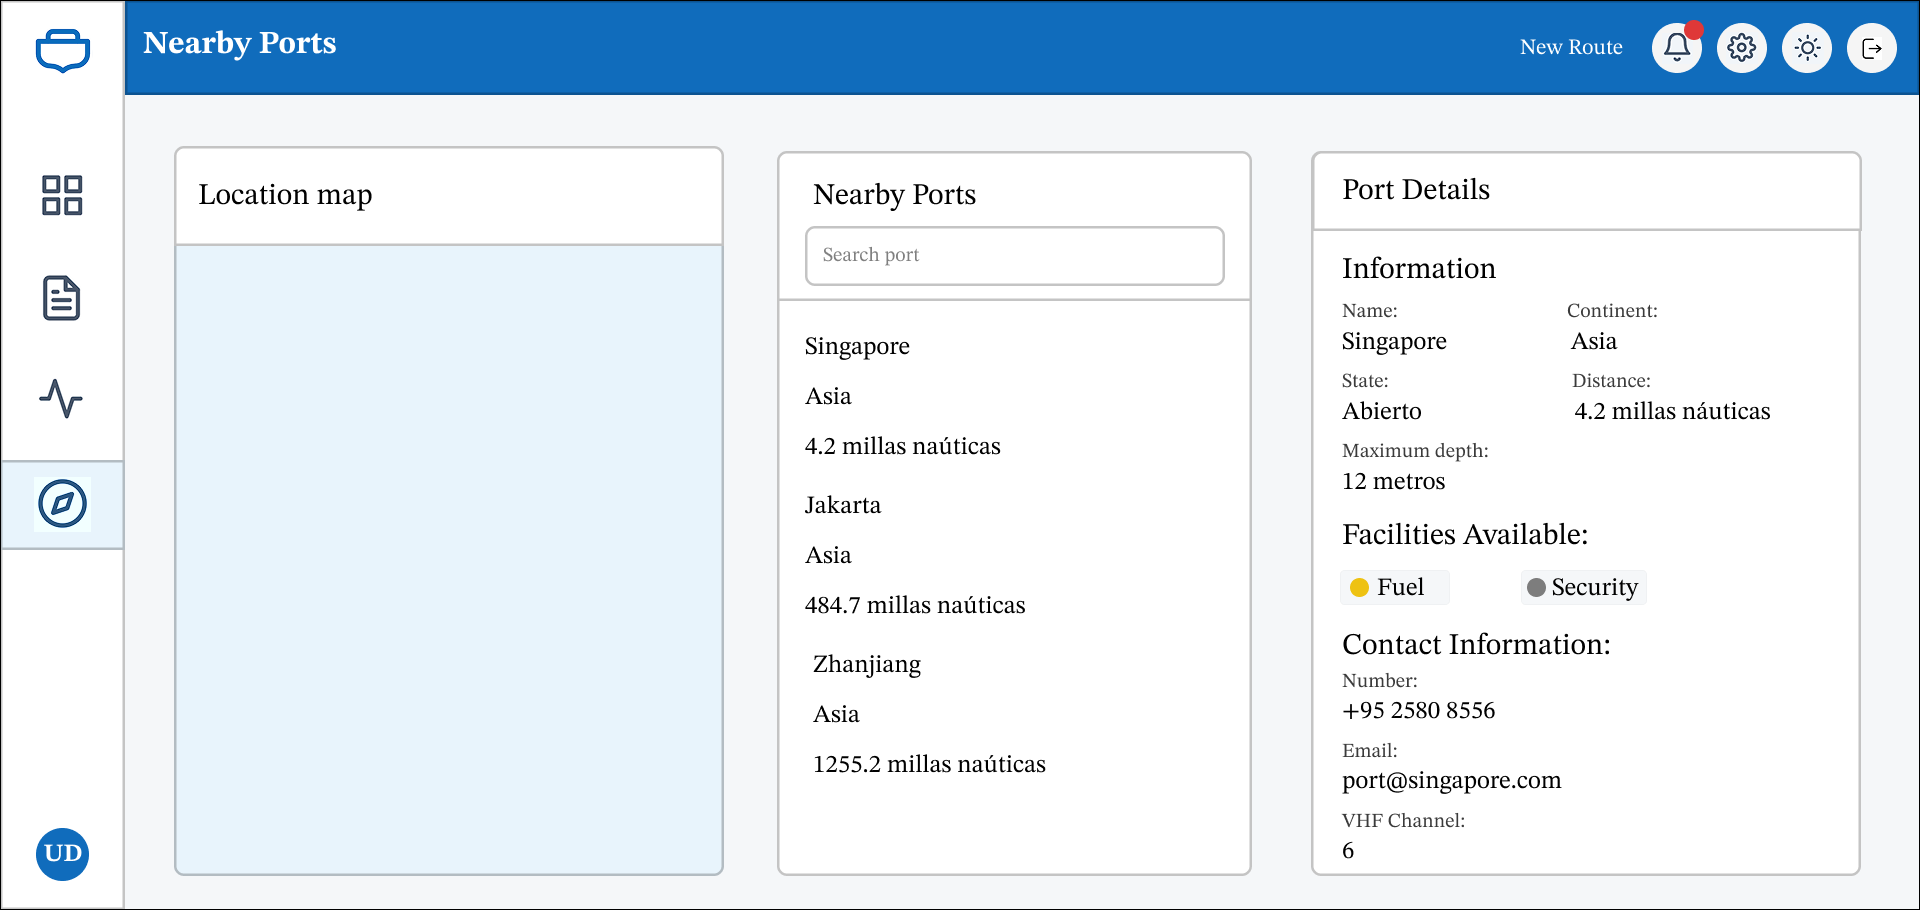 Nearby Ports
New Route
Location map
Nearby Ports
Search port
Singapore
Asia
4.2 millas naúticas
Jakarta
Asia
484.7 millas naúticas
Zhanjiang
Asia
1255.2 millas naúticas
Port Details
Information
Name:
Continent:
Singapore
Asia
State:
Distance:
Abierto
4.2 millas náuticas
Maximum depth:
12 metros
Facilities Available:
Fuel
Security
Contact Information:
Number:
+95 2580 8556
Email:
port@singapore.com
VHF Channel:
6
UD